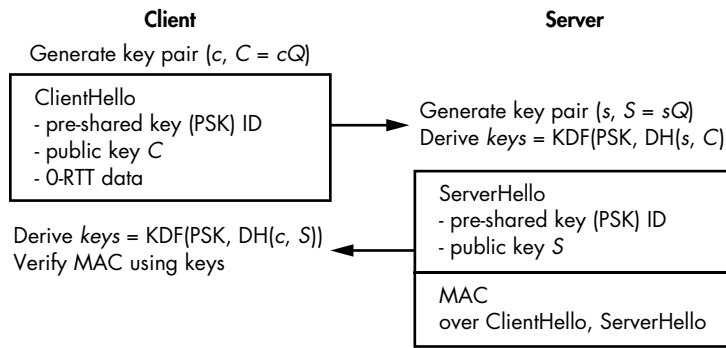 Client
Server
Generate key pair (c, C = cQ)
ClientHello
- pre-shared key (PSK) ID
- public key C
- 0-RTT data
Generate key pair (s, S = sQ)
Derive keys = KDF(PSK, DH(s, C)
ServerHello
- pre-shared key (PSK) ID
- public key S
Derive keys = KDF(PSK, DH(c, S))
Verify MAC using keys
MAC
over ClientHello, ServerHello